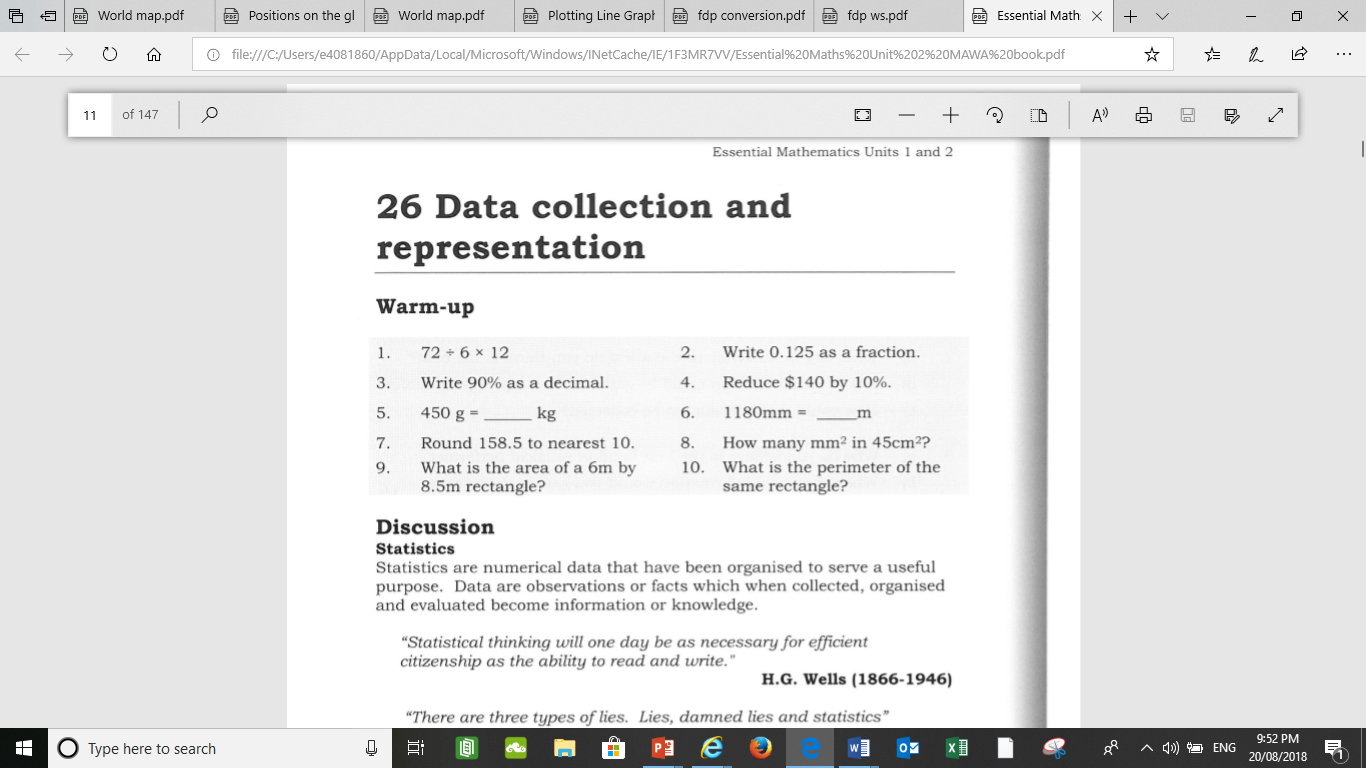 World map.pdf
Positions on the gl
World map.pdf
Plotting Line Graph
fdp conversion.pdf
fdp ws.pdf
Essential Math
file:///C:/Users/e4081860/AppData/Local/Microsoft/Windows/INetCache/IE/1F3MR7VV/Essential%20Maths%20Unit%202%20MAWA%20book.pdf
11 of 147
Essential Mathematics Units 1 and 2
26 Data collection and
representation
Warm-up
1. 72 ÷ 6 × 12
2. Write 0.125 as a fraction.
3. Write 90% as a decimal.
4. Reduce $140 by 10%.
5. 450 g = _____ kg
6. 1180mm = ____m
7. Round 158.5 to nearest 10.
8. How many mm² in 45cm²?
9. What is the area of a 6m by
8.5m rectangle?
10. What is the perimeter of the
same rectangle?
Discussion
Statistics
Statistics are numerical data that have been organised to serve a useful
purpose. Data are observations or facts which when collected, organised
and evaluated become information or knowledge.
"Statistical thinking will one day be as necessary for efficient
citizenship as the ability to read and write."
H.G. Wells (1866-1946)
"There are three types of lies. Lies, damned lies and statistics"
Type here to search
ENG
9:52 PM
20/08/2018
1